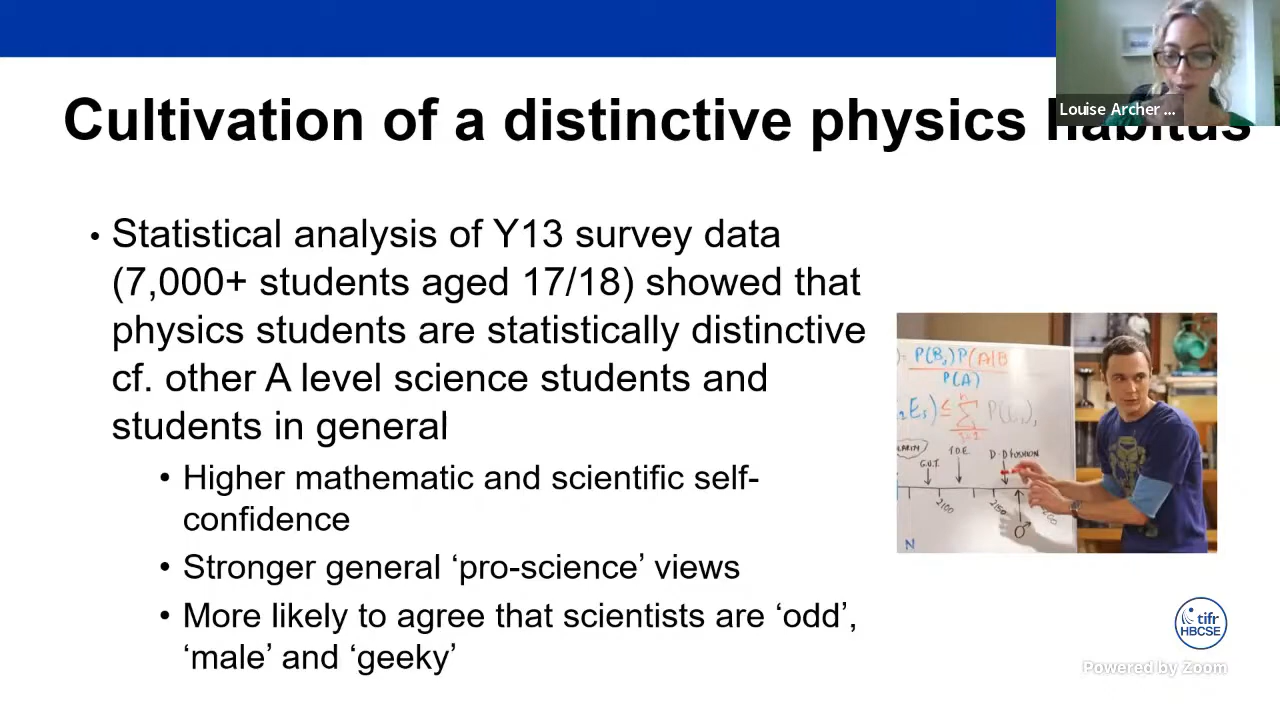 Cultivation of a distinctive physics habitus
Louise Archer ...
• Statistical analysis of Y13 survey data
(7,000+ students aged 17/18) showed that
physics students are statistically distinctive
cf. other A level science students and
students in general
• Higher mathematic and scientific self-
confidence
• Stronger general ‘pro-science’ views
• More likely to agree that scientists are ‘odd’,
‘male’ and ‘geeky’
P(B,)P(A|B
P(A)
P(E),
G.U.T.
T.O.E.
2100
2150
N
tifr
HBCSE
Powered by Zoom